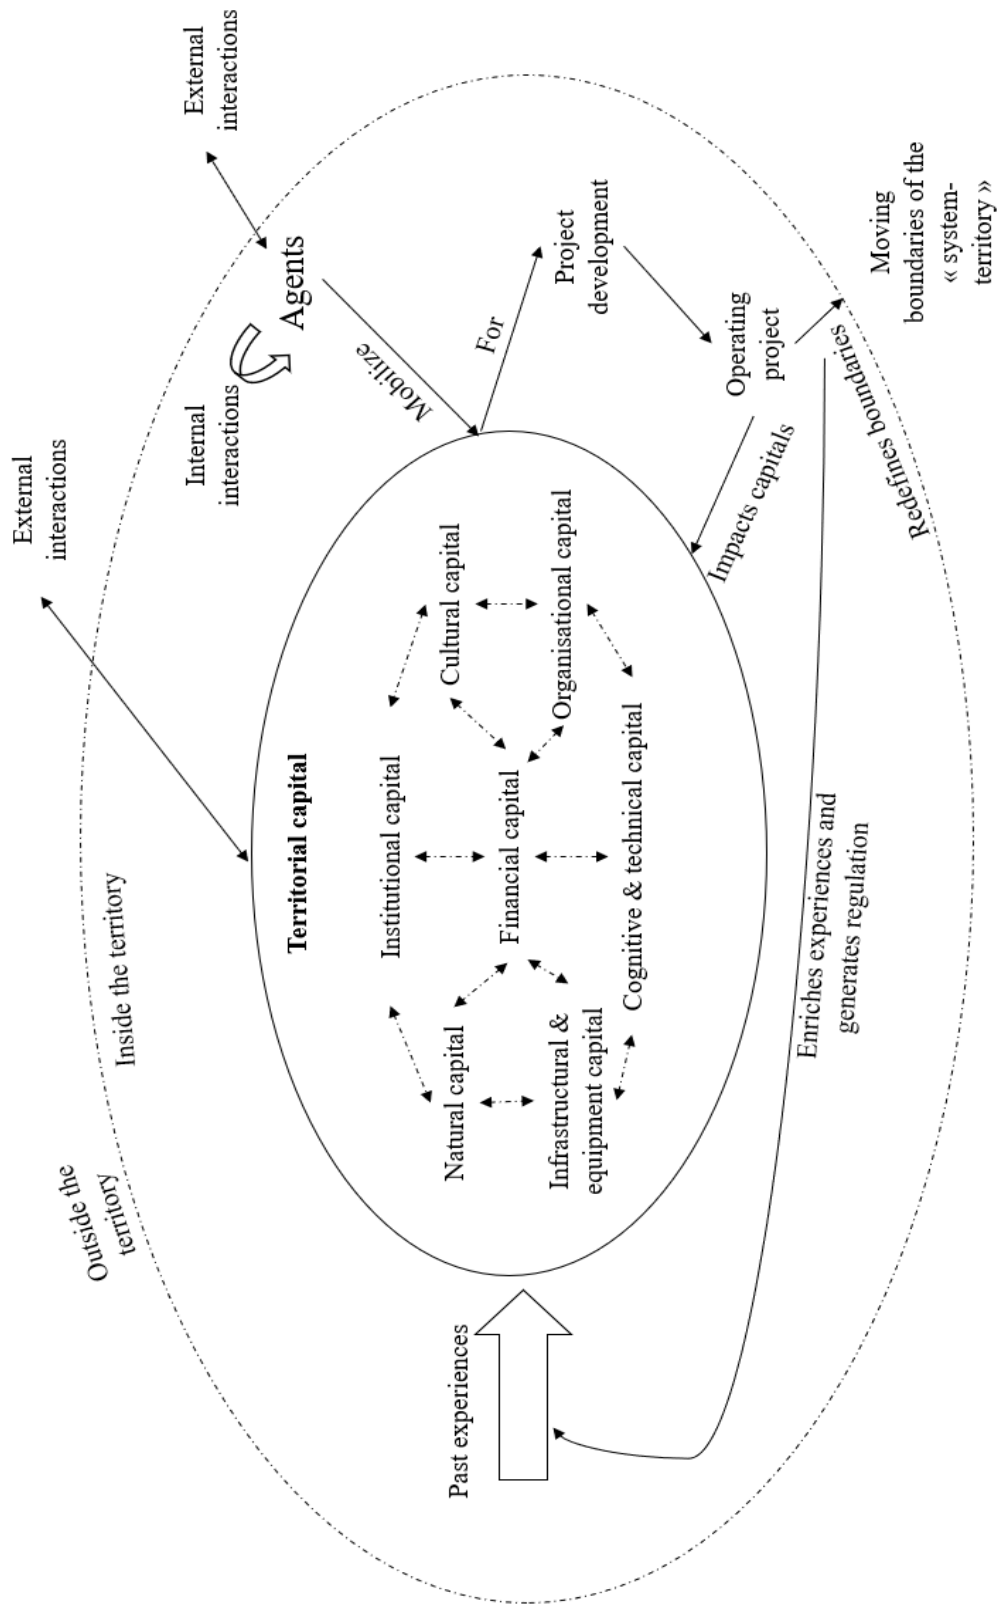 External
interactions
External
interactions
Outside the
territory
Inside the territory
Internal
interactions
Agents
Mobilize
Territorial capital
Institutional capital
Natural capital
Cultural capital
Financial capital
Infrastructural &
equipment capital
Organisational capital
Cognitive & technical capital
Past experiences
For
Project
development
Operating
project
Impacts capitals
Redefines boundaries
Enriches experiences and
generates regulation
Moving
boundaries of the
« system-
territory »